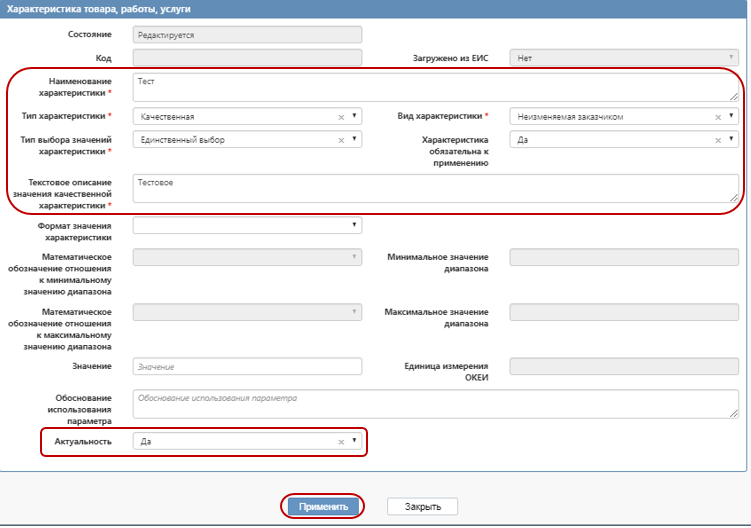 Характеристика товара, работы, услуги
Состояние
Редактируется
Код
Загружено из ЕИС
Нет
Наименование
характеристики *
Тест
Тип характеристики *
Качественная
Вид характеристики *
Неизменяемая заказчиком
Тип выбора значений
характеристики *
Единственный выбор
Характеристика
обязательна к
применению
Да
Текстовое описание
значения качественной
характеристики *
Тестовое
Формат значения
характеристики
Математическое
обозначение отношения
к минимальному
значению диапазона
Минимальное значение
диапазона
Математическое
обозначение отношения
к максимальному
значению диапазона
Максимальное значение
диапазона
Значение
Значение
Единица измерения
ОКЕИ
Обоснование
использования
параметра
Обоснование использования параметра
Актуальность
Да
Применить
Закрыть